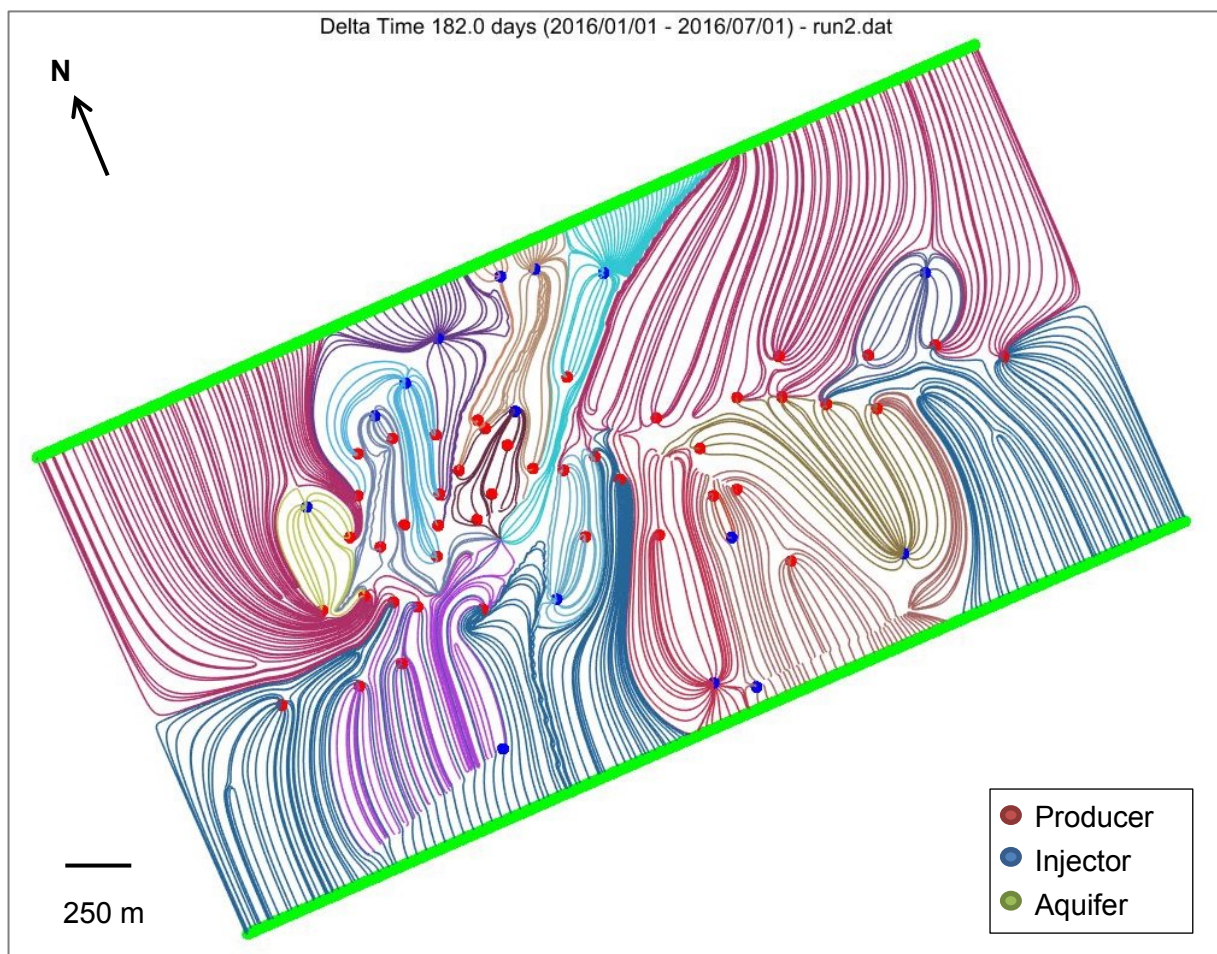 Delta Time 182.0 days (2016/01/01 - 2016/07/01) - run2.dat
N
Producer
Injector
Aquifer
250 m